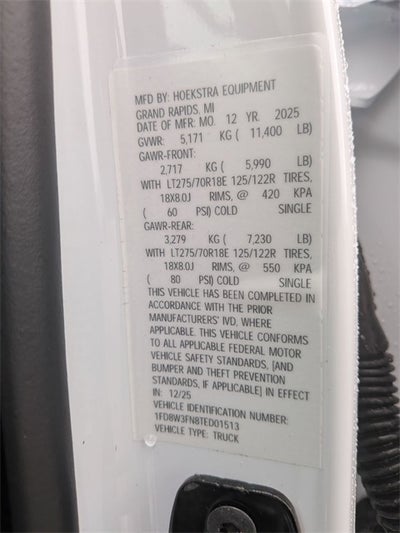 MFD BY: HOEKSTRA EQUIPMENT
GRAND RAPIDS, MI
DATE OF MFR: MO. 12 YR. 2025
GVWR: 5,171 KG ( 11,400 LB)
GAWR-FRONT:
2,717 KG ( 5,990 LB)
WITH LT275/70R18E 125/122R TIRES,
18X8.0J RIMS, @ 420 KPA
( 60 PSI) COLD SINGLE
GAWR-REAR:
3,279 KG ( 7,230 LB)
WITH LT275/70R18E 125/122R TIRES,
18X8.0J RIMS, @ 550 KPA
( 80 PSI) COLD SINGLE
THIS VEHICLE HAS BEEN COMPLETED IN
ACCORDANCE WITH THE PRIOR
MANUFACTURERS' IVD, WHERE
APPLICABLE. THIS VEHICLE CONFORMS
TO ALL APPLICABLE FEDERAL MOTOR
VEHICLE SAFETY STANDARDS, [AND
BUMPER AND THEFT PREVENTION
STANDARDS, IF APPLICABLE] IN EFFECT
IN: 12/25
VEHICLE IDENTIFICATION NUMBER:
1FD8W3FN8TED01513
VEHICLE TYPE: TRUCK